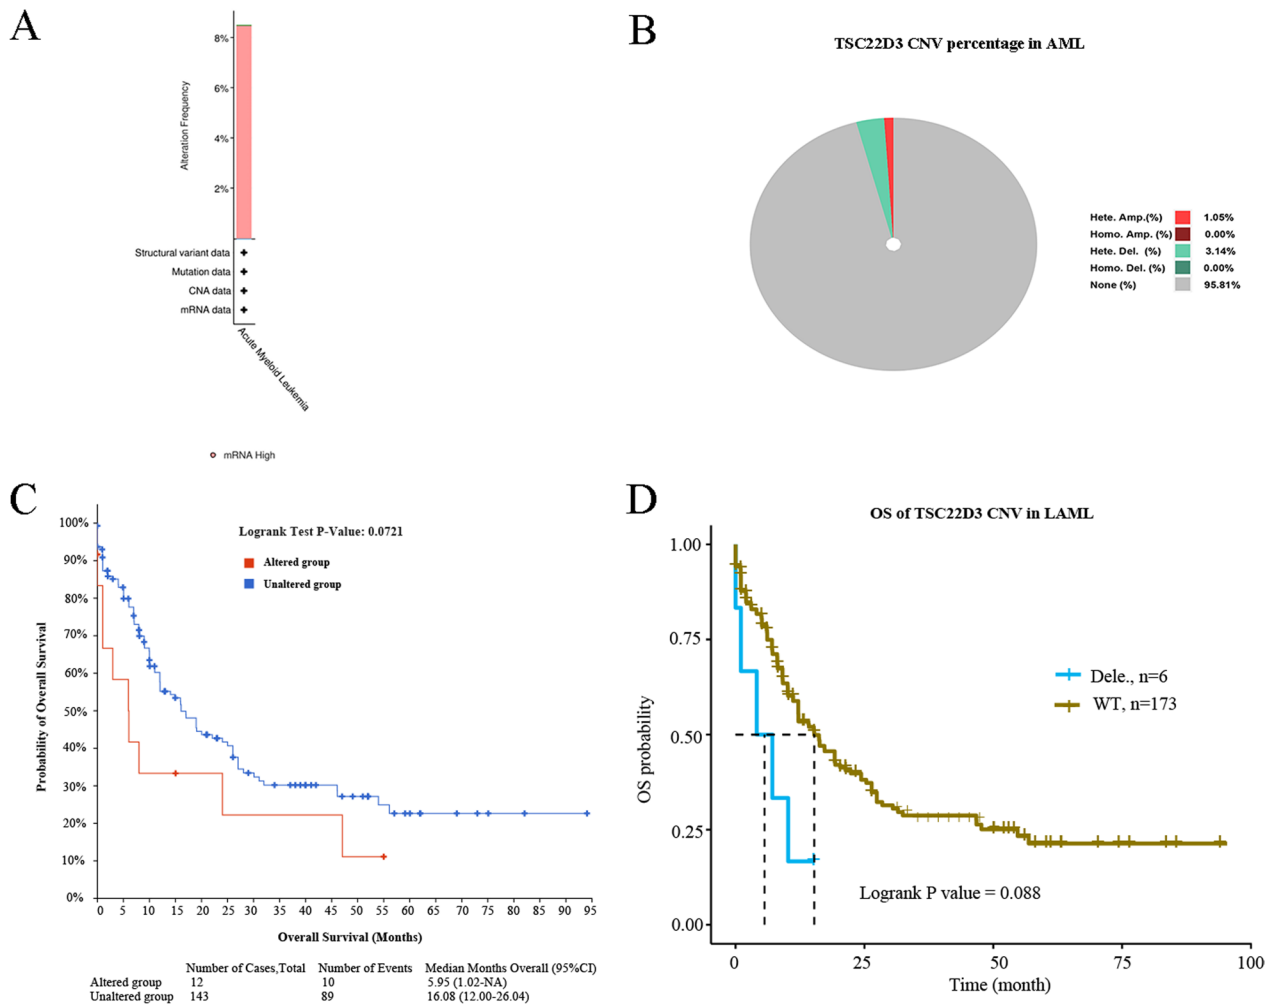 A
Alteration Frequency
8%
6%
4%
2%
Structural variant data
Mutation data
CNA data
mRNA data
Acute Myeloid Leukemia
mRNA High
B
TSC22D3 CNV percentage in AML
Hete. Amp.(%) 1.05%
Homo. Amp. (%) 0.00%
Hete. Del. (%) 3.14%
Homo. Del. (%) 0.00%
None (%) 95.81%
C
Logrank Test P-Value: 0.0721
Altered group
Unaltered group
Probability of Overall Survival
100%
90%
80%
70%
60%
50%
40%
30%
20%
10%
0%
0 5 10 15 20 25 30 35 40 45 50 55 60 65 70 75 80 85 90 95
Overall Survival (Months)
Number of Cases,Total Number of Events Median Months Overall (95%CI)
Altered group 12 10 5.95 (1.02-NA)
Unaltered group 143 89 16.08 (12.00-26.04)
D
OS of TSC22D3 CNV in LAML
OS probability
1.00
0.75
0.50
0.25
0.00
Dele., n=6
WT, n=173
Logrank P value = 0.088
0 25 50 75 100
Time (month)